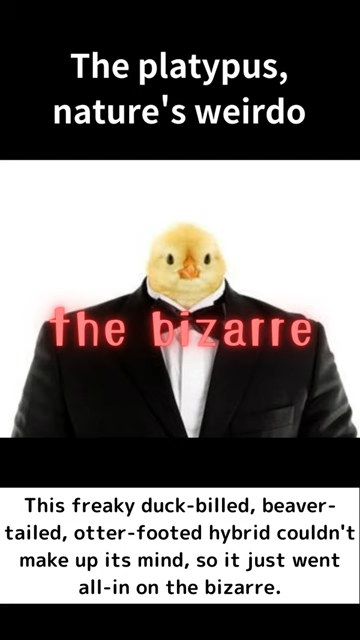 The platypus,
nature's weirdo
the bizarre
This freaky duck-billed, beaver-
tailed, otter-footed hybrid couldn't
make up its mind, so it just went
all-in on the bizarre.